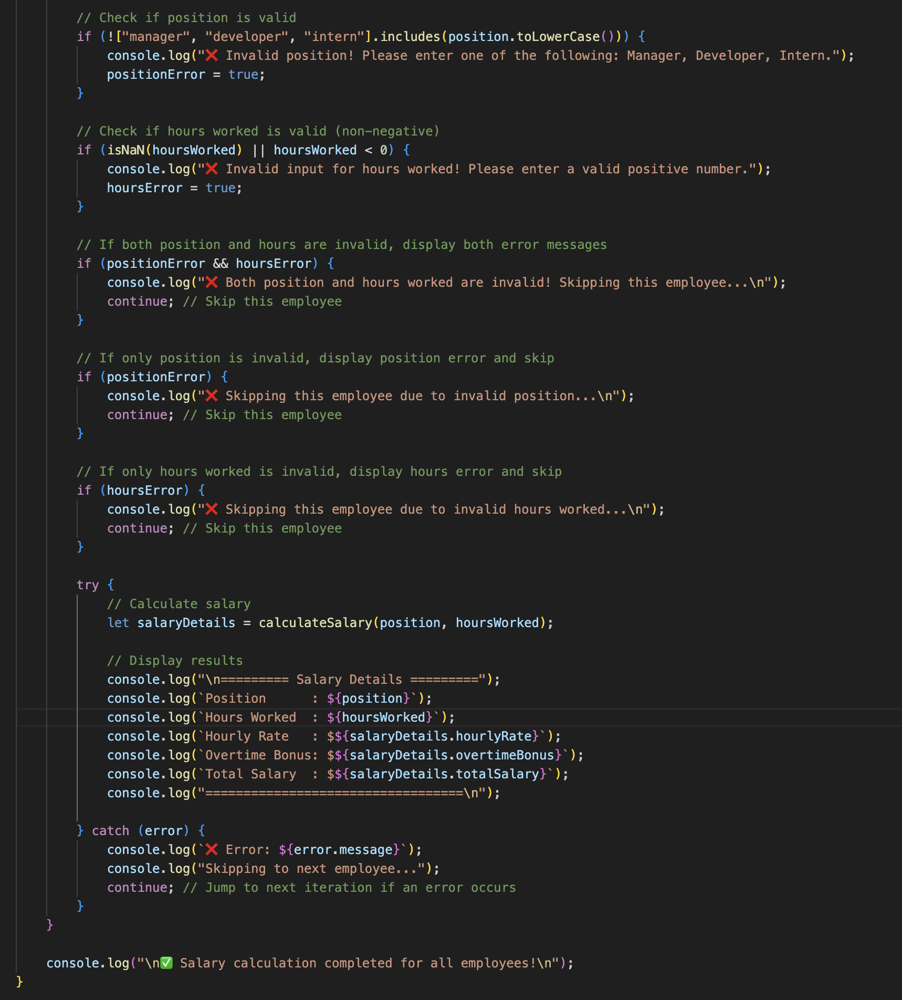 // Check if position is valid
if (!["manager", "developer", "intern"].includes(position.toLowerCase())) {
console.log("❌ Invalid position! Please enter one of the following: Manager, Developer, Intern.");
positionError = true;
}
// Check if hours worked is valid (non-negative)
if (isNaN(hoursWorked) || hoursWorked < 0) {
console.log("❌ Invalid input for hours worked! Please enter a valid positive number.");
hoursError = true;
}
// If both position and hours are invalid, display both error messages
if (positionError && hoursError) {
console.log("❌ Both position and hours worked are invalid! Skipping this employee...\n");
continue; // Skip this employee
}
// If only position is invalid, display position error and skip
if (positionError) {
console.log("❌ Skipping this employee due to invalid position...\n");
continue; // Skip this employee
}
// If only hours worked is invalid, display hours error and skip
if (hoursError) {
console.log("❌ Skipping this employee due to invalid hours worked...\n");
continue; // Skip this employee
}
try {
// Calculate salary
let salaryDetails = calculateSalary(position, hoursWorked);
// Display results
console.log("\n========= Salary Details =========");
console.log(`Position      : ${position}`);
console.log(`Hours Worked  : ${hoursWorked}`);
console.log(`Hourly Rate   : $${salaryDetails.hourlyRate}`);
console.log(`Overtime Bonus: $${salaryDetails.overtimeBonus}`);
console.log(`Total Salary  : $${salaryDetails.totalSalary}`);
console.log("==================================\n");
} catch (error) {
console.log(`❌ Error: ${error.message}`);
console.log("Skipping to next employee...");
continue; // Jump to next iteration if an error occurs
}
}
console.log("\n✅ Salary calculation completed for all employees!\n");
}